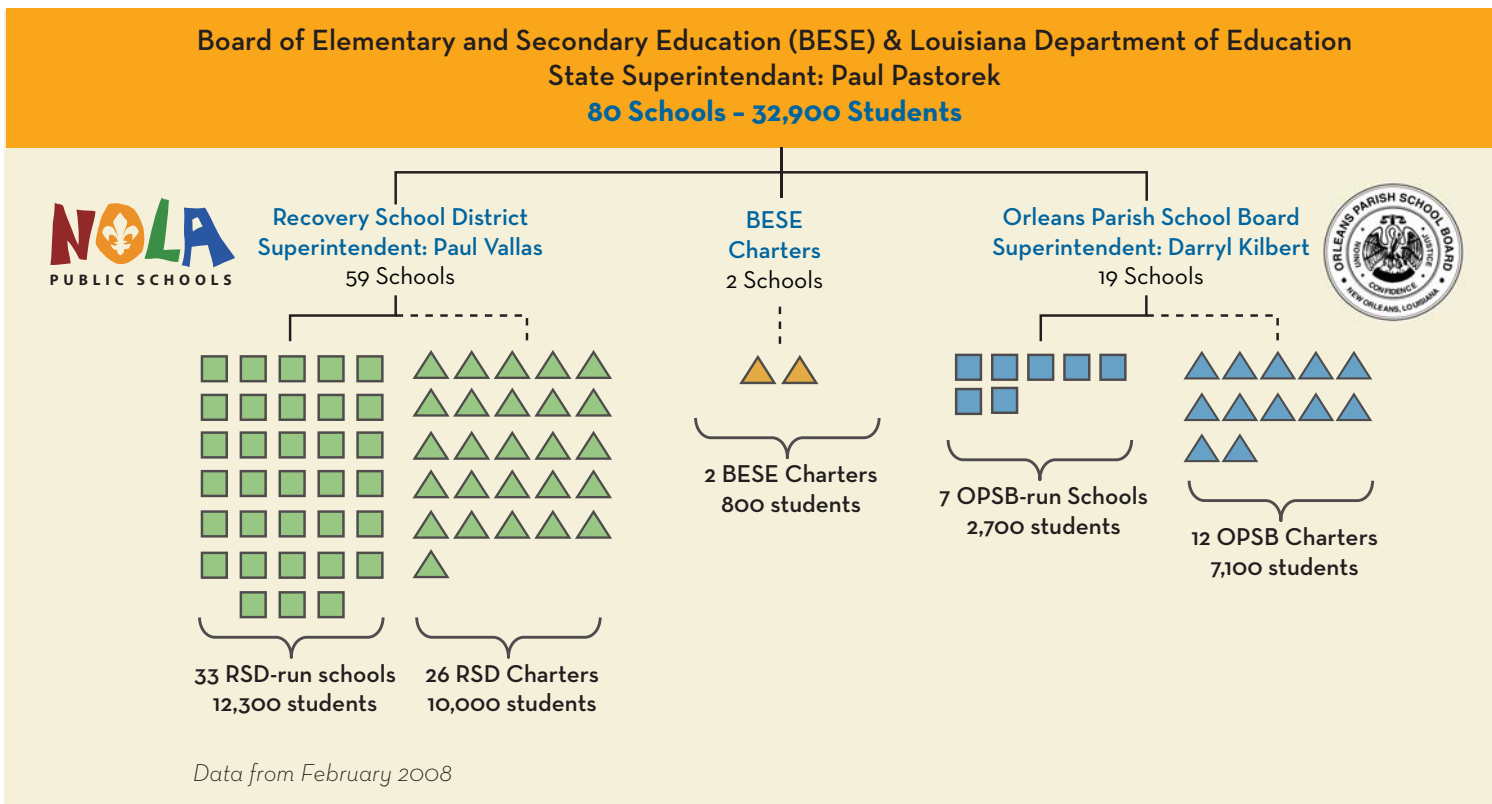 Board of Elementary and Secondary Education (BESE) & Louisiana Department of Education
State Superintendant: Paul Pastorek
80 Schools – 32,900 Students
NOLA
PUBLIC SCHOOLS
Recovery School District
Superintendent: Paul Vallas
59 Schools
BESE
Charters
2 Schools
Orleans Parish School Board
Superintendent: Darryl Kilbert
19 Schools
ORLEANS PARISH SCHOOL BOARD
NEW ORLEANS, LOUISIANA
UNION
JUSTICE
CONFIDENCE
33 RSD-run schools
12,300 students
26 RSD Charters
10,000 students
2 BESE Charters
800 students
7 OPSB-run Schools
2,700 students
12 OPSB Charters
7,100 students
Data from February 2008